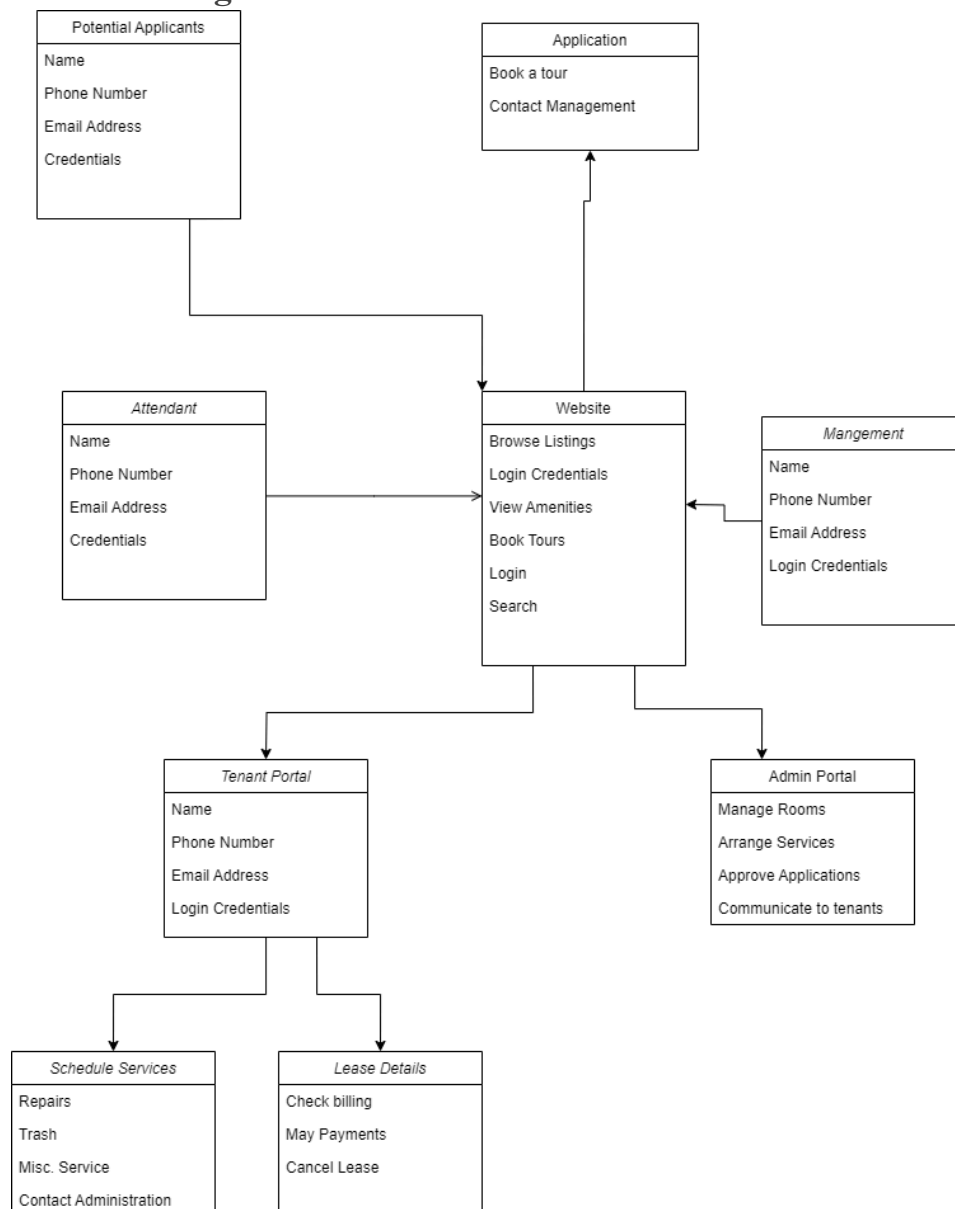 Potential Applicants
Name
Phone Number
Email Address
Credentials
Application
Book a tour
Contact Management
Attendant
Name
Phone Number
Email Address
Credentials
Website
Browse Listings
Login Credentials
View Amenities
Book Tours
Login
Search
Mangement
Name
Phone Number
Email Address
Login Credentials
Tenant Portal
Name
Phone Number
Email Address
Login Credentials
Admin Portal
Manage Rooms
Arrange Services
Approve Applications
Communicate to tenants
Schedule Services
Repairs
Trash
Misc. Service
Contact Administration
Lease Details
Check billing
May Payments
Cancel Lease